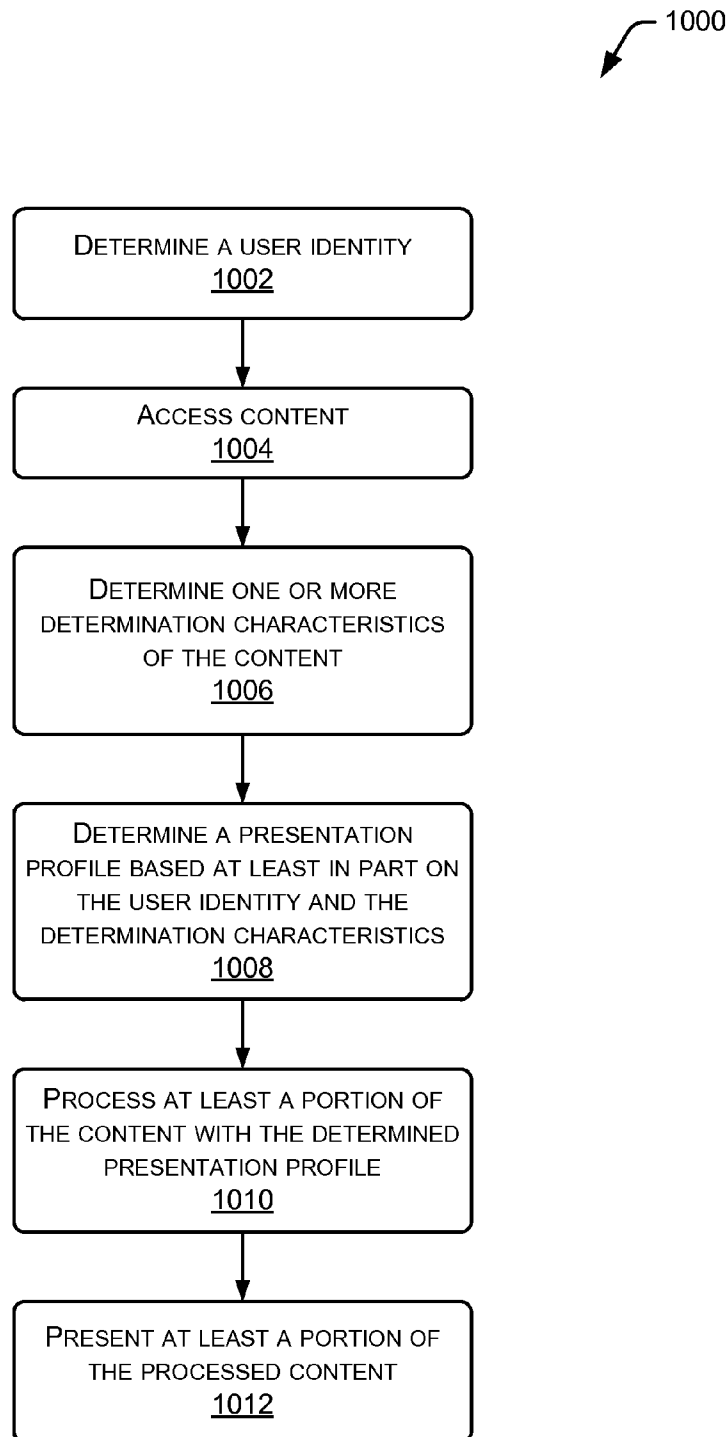 1000
DETERMINE A USER IDENTITY
1002
ACCESS CONTENT
1004
DETERMINE ONE OR MORE
DETERMINATION CHARACTERISTICS
OF THE CONTENT
1006
DETERMINE A PRESENTATION
PROFILE BASED AT LEAST IN PART ON
THE USER IDENTITY AND THE
DETERMINATION CHARACTERISTICS
1008
PROCESS AT LEAST A PORTION OF
THE CONTENT WITH THE DETERMINED
PRESENTATION PROFILE
1010
PRESENT AT LEAST A PORTION OF
THE PROCESSED CONTENT
1012